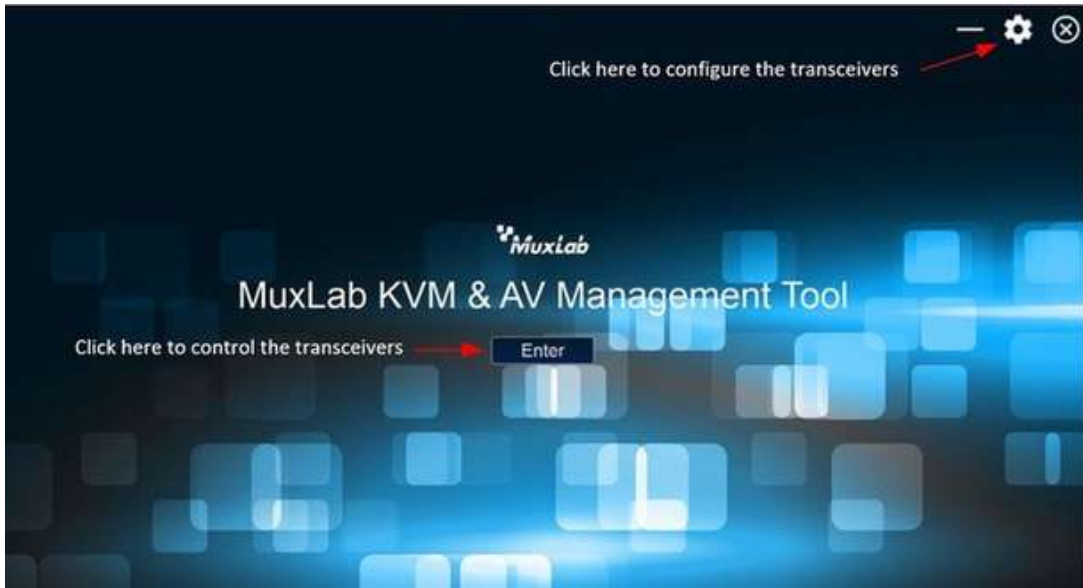 Click here to configure the transceivers
MuxLab
MuxLab KVM & AV Management Tool
Click here to control the transceivers
Enter